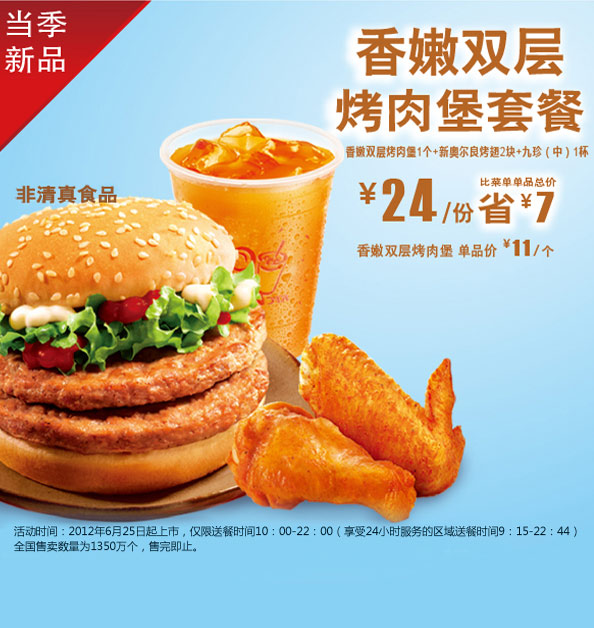 当季
新品
香嫩双层
烤肉堡套餐
香嫩双层烤肉堡1个+新奥尔良烤翅2块+九珍（中）1杯
非清真食品
¥24/份 比菜单单品总价 省¥7
香嫩双层烤肉堡 单品价 ¥11/个
活动时间：2012年6月25日起上市，仅限送餐时间10：00-22：00（享受24小时服务的区域送餐时间9：15-22：44）
全国售卖数量为1350万个，售完即止。